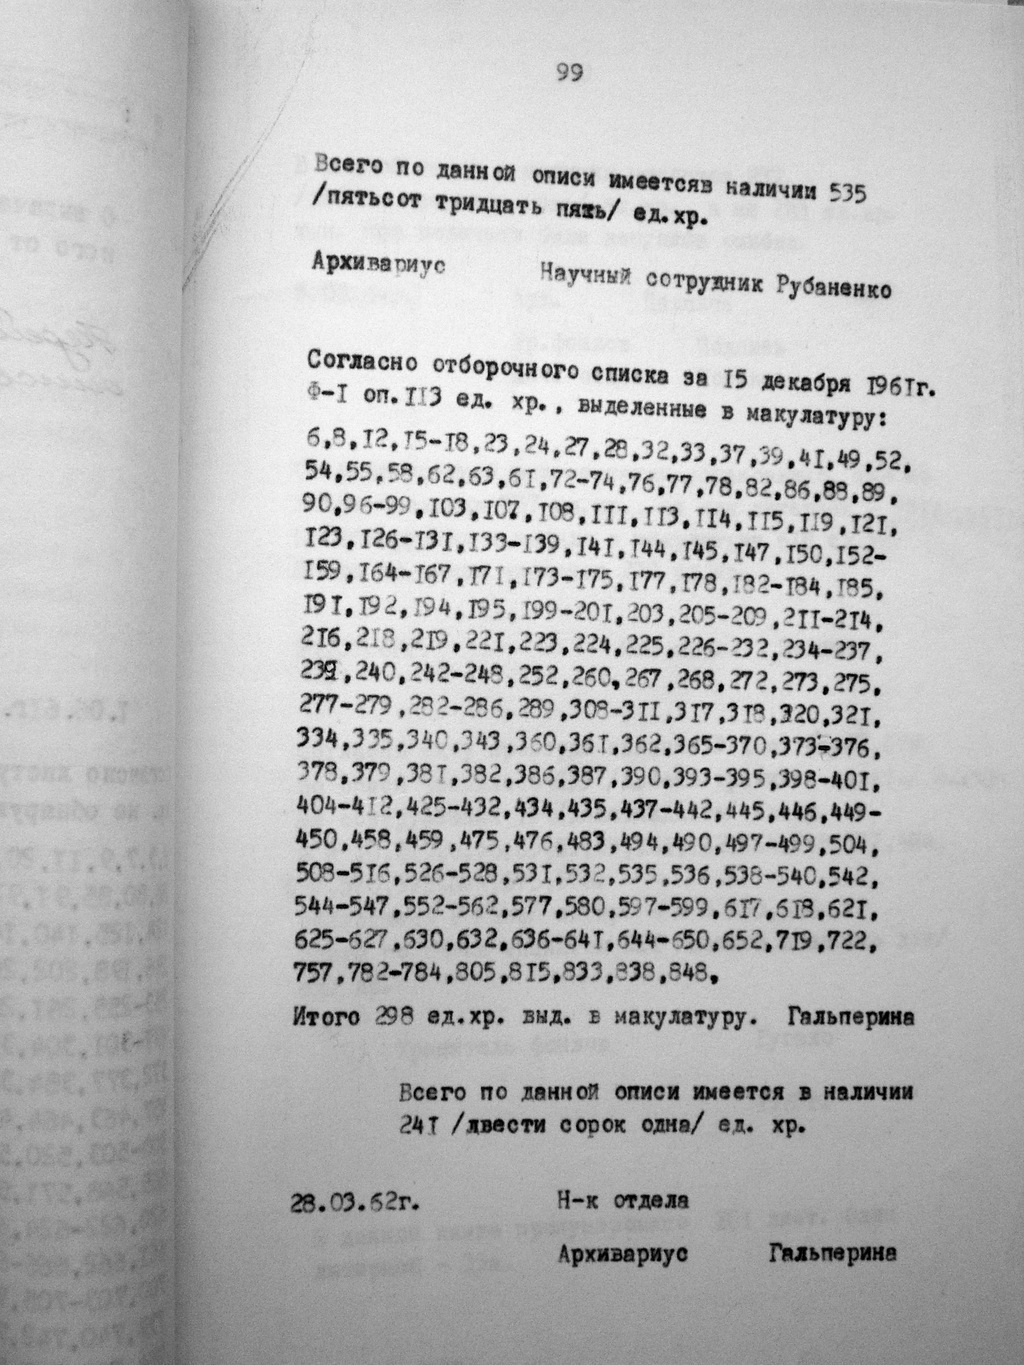 99
Всего по данной описи имеетсяв наличии 535
/пятьсот тридцать пять/ ед.хр.
Архивариус Научный сотрудник Рубаненко
Согласно отборочного списка за I5 декабря I96Iг.
Ф-I оп.II3 ед. хр., выделенные в макулатуру:
6,8,I2,I5-I8,23,24,27,28,32,33,37,39,4I,49,52,
54,55,58,62,63,6I,72-74,76,77,78,82,86,88,89,
90,96-99,I03,I07,I08,III,II3,II4,II5,II9,I2I,
I23,I26-I3I,I33-I39,I4I,I44,I45,I47,I50,I52-
I59,I64-I67,I7I,I73-I75,I77,I78,I82-I84,I85,
I9I,I92,I94,I95,I99-20I,203,205-209,2II-2I4,
2I6,2I8,2I9,22I,223,224,225,226-232,234-237,
239,240,242-248,252,260,267,268,272,273,275,
277-279,282-286,289,308-3II,3I7,3I8,320,32I,
334,335,340,343,360,36I,362,365-370,373-376,
378,379,38I,382,386,387,390,393-395,398-40I,
404-4I2,425-432,434,435,437-442,445,446,449-
450,458,459,475,476,483,494,490,497-499,504,
508-5I6,526-528,53I,532,535,536,538-540,542,
544-547,552-562,577,580,597-599,6I7,6I8,62I,
625-627,630,632,636-64I,644-650,652,7I9,722,
757,782-784,805,8I5,833,838,848,
Итого 298 ед.хр. выд. в макулатуру. Гальперина
Всего по данной описи имеется в наличии
24I /двести сорок одна/ ед. хр.
28.03.62г. Н-к отдела
Архивариус Гальперина